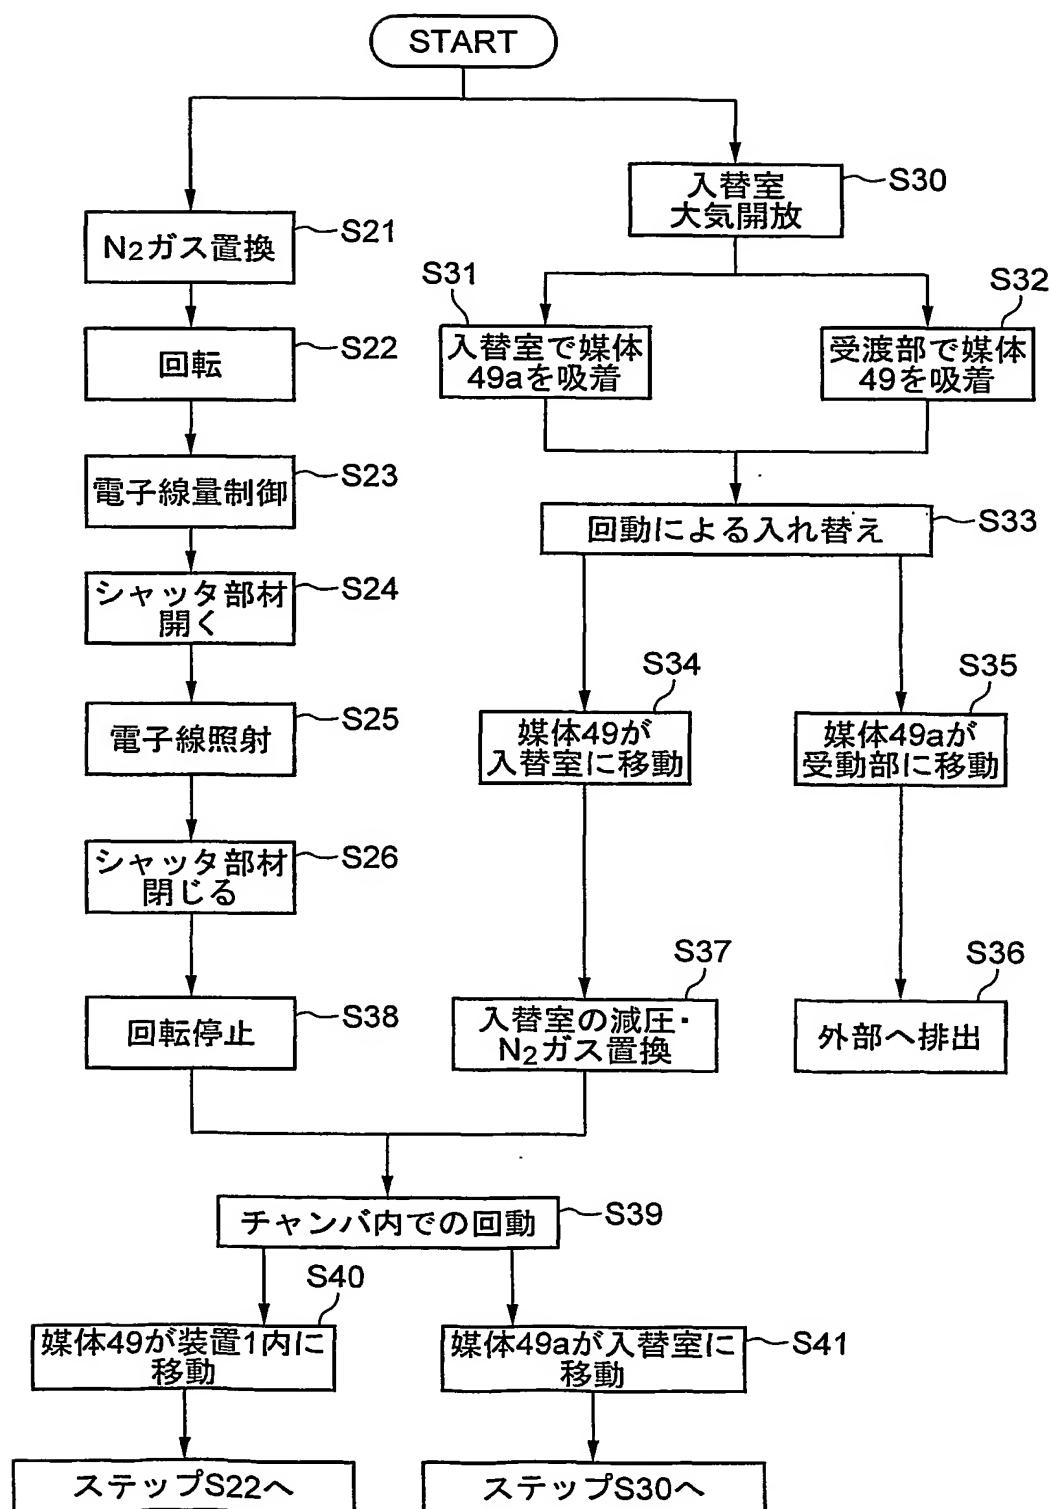 START
入替室
大気開放
S30
N2ガス置換
S21
S31
S32
回転
S22
入替室で媒体
49aを吸着
受渡部で媒体
49を吸着
電子線量制御
S23
回動による入れ替え
S33
シャッタ部材
開く
S24
S34
S35
電子線照射
S25
媒体49が
入替室に移動
媒体49aが
受動部に移動
シャッタ部材
閉じる
S26
S37
S36
回転停止
S38
入替室の減圧・
N2ガス置換
外部へ排出
チャンバ内での回動
S39
S40
媒体49が装置1内に
移動
媒体49aが入替室に
移動
S41
ステップS22へ
ステップS30へ